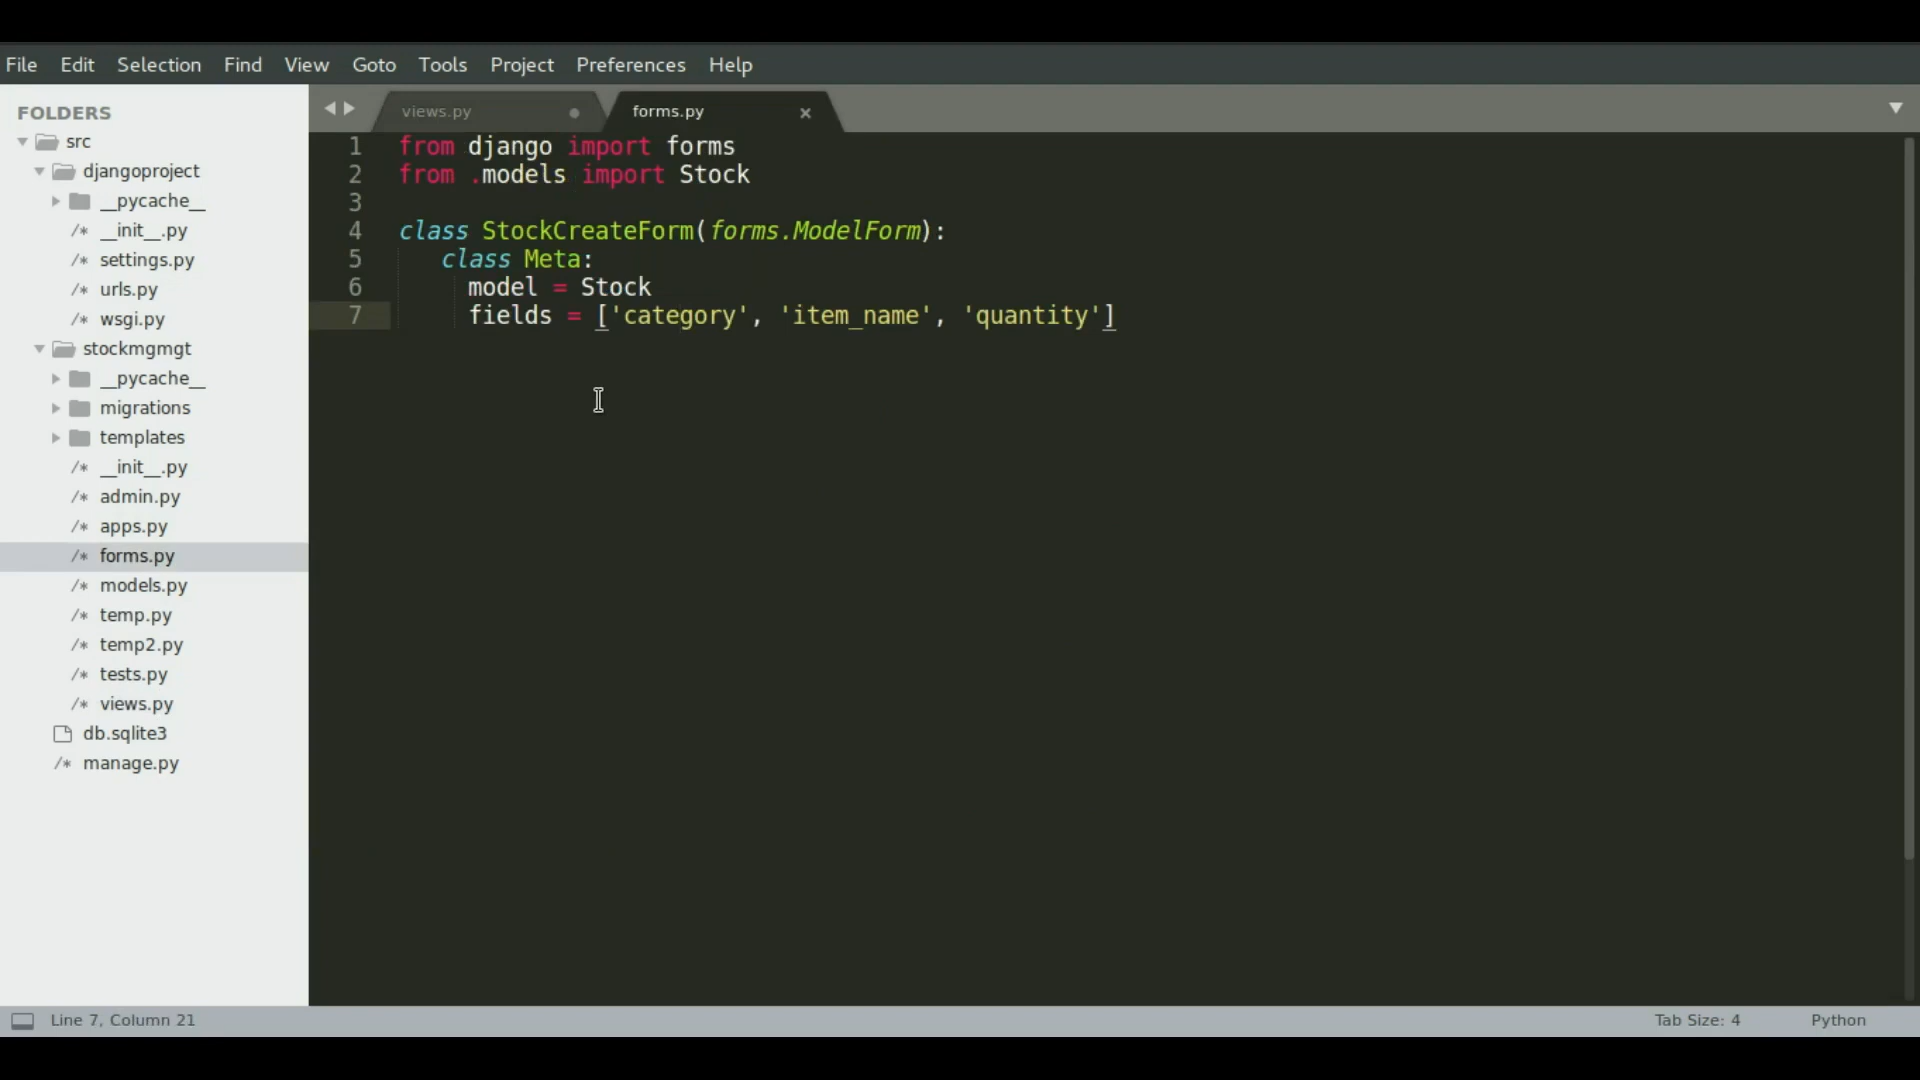 File Edit Selection Find View Goto Tools Project Preferences Help
FOLDERS
src
djangoproject
__pycache__
/* __init__.py
/* settings.py
/* urls.py
/* wsgi.py
stockmgmgt
__pycache__
migrations
templates
/* __init__.py
/* admin.py
/* apps.py
/* forms.py
/* models.py
/* temp.py
/* temp2.py
/* tests.py
/* views.py
db.sqlite3
/* manage.py
views.py forms.py ×
1 from django import forms
2 from .models import Stock
3
4 class StockCreateForm(forms.ModelForm):
5 class Meta:
6 model = Stock
7 fields = ['category', 'item_name', 'quantity']
Line 7, Column 21 Tab Size: 4 Python